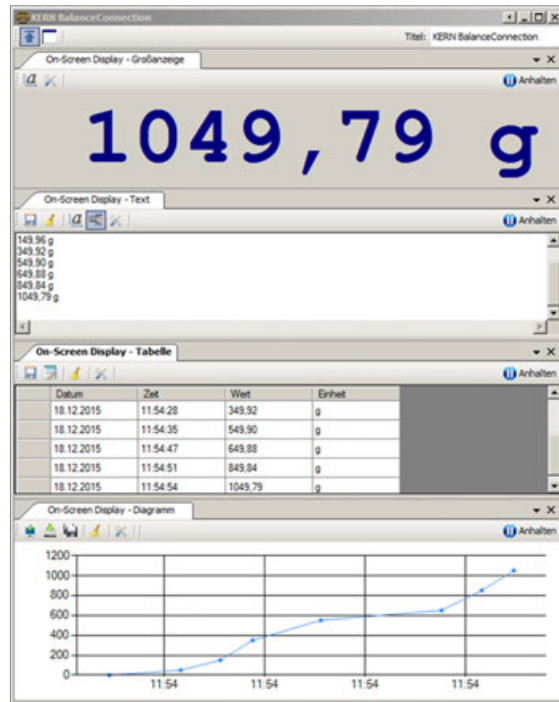 KERN BalanceConnection
Titel: KERN BalanceConnection
On-Screen Display - Großanzeige
a Anhalten
1049,79 g
On-Screen Display - Text
a Anhalten
149,96 g
349,92 g
549,90 g
649,88 g
849,84 g
1049,79 g
On-Screen Display - Tabelle
Anhalten
Datum Zeit Wert Einheit
18.12.2015 11:54:28 349,92 g
18.12.2015 11:54:35 549,90 g
18.12.2015 11:54:47 649,88 g
18.12.2015 11:54:51 849,84 g
18.12.2015 11:54:54 1049,79 g
On-Screen Display - Diagramm
Anhalten
1200
1000
800
600
400
200
0
11:54 11:54 11:54 11:54